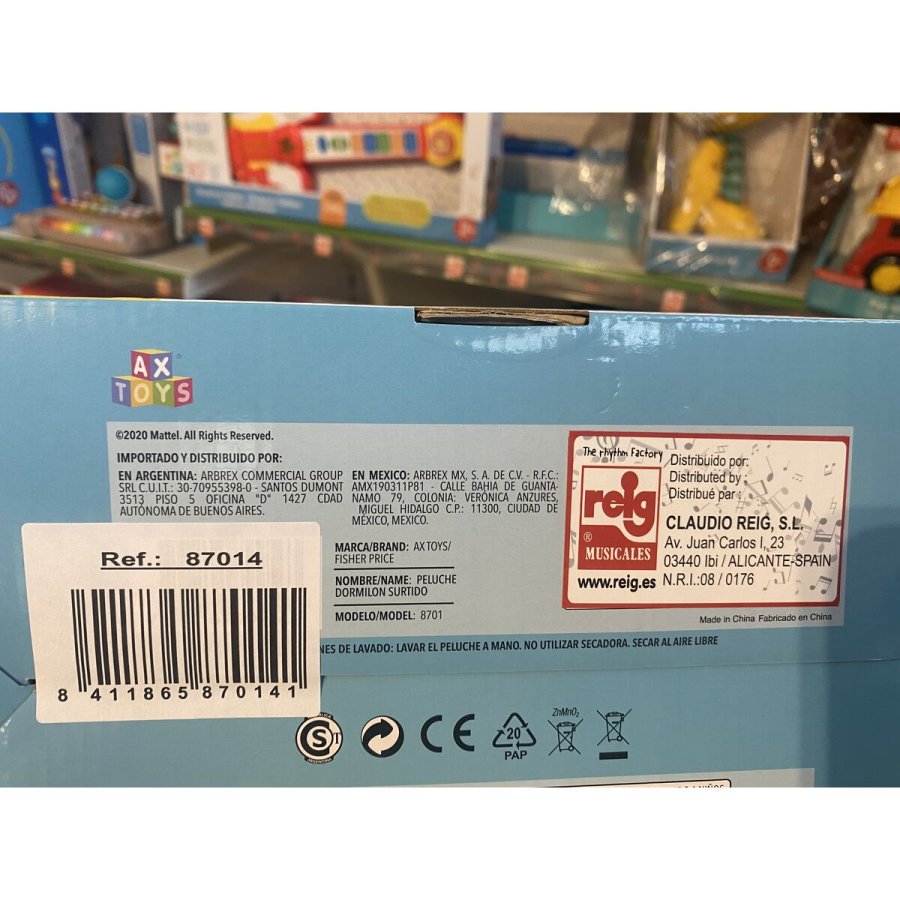 AX
TOYS
©2020 Mattel. All Rights Reserved.
IMPORTADO Y DISTRIBUIDO POR:
EN ARGENTINA: ARBREX COMMERCIAL GROUP
SRL C.U.I.T.: 30-70955398-0 - SANTOS DUMONT
3513 PISO 5 OFICINA "D" 1427 CDAD
AUTÓNOMA DE BUENOS AIRES.
EN MEXICO: ARBREX MX, S. A. DE C.V. - R.F.C.:
AMX190311P81 - CALLE BAHIA DE GUANTA-
NAMO 79, COLONIA: VERÓNICA ANZURES,
MIGUEL HIDALGO C.P.: 11300, CIUDAD DE
MÉXICO, MEXICO.
MARCA/BRAND: AX TOYS/
FISHER PRICE
NOMBRE/NAME: PELUCHE
DORMILON SURTIDO
MODELO/MODEL: 8701
The rhythm factory
reig
®
MUSICALES
www.reig.es
Distribuido por:
Distributed by
Distribué par
CLAUDIO REIG, S.L.
Av. Juan Carlos I, 23
03440 Ibi / ALICANTE-SPAIN
N.R.I.:08 / 0176
Made in China Fabricado en China
Ref.: 87014
8 411865 870141
NES DE LAVADO: LAVAR EL PELUCHE A MANO. NO UTILIZAR SECADORA. SECAR AL AIRE LIBRE
S T
CE
20
PAP
ZnMnO₂